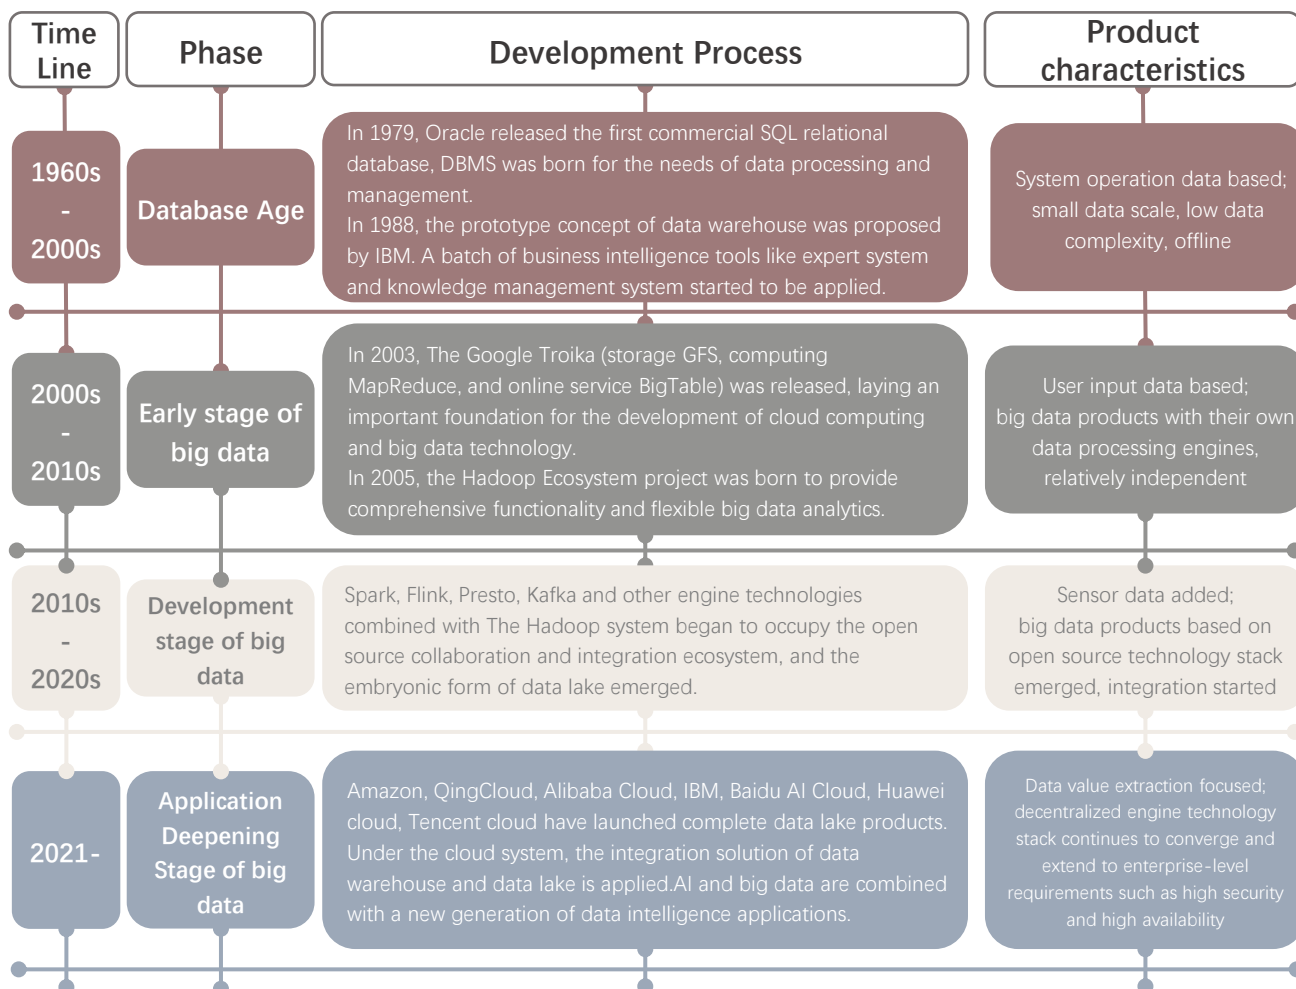 Time
Line
Phase
Development Process
Product
characteristics
1960s
-
2000s
Database Age
In 1979, Oracle released the first commercial SQL relational
database, DBMS was born for the needs of data processing and
management.
In 1988, the prototype concept of data warehouse was proposed
by IBM. A batch of business intelligence tools like expert system
and knowledge management system started to be applied.
System operation data based;
small data scale, low data
complexity, offline
2000s
-
2010s
Early stage of
big data
In 2003, The Google Troika (storage GFS, computing
MapReduce, and online service BigTable) was released, laying an
important foundation for the development of cloud computing
and big data technology.
In 2005, the Hadoop Ecosystem project was born to provide
comprehensive functionality and flexible big data analytics.
User input data based;
big data products with their own
data processing engines,
relatively independent
2010s
-
2020s
Development
stage of big
data
Spark, Flink, Presto, Kafka and other engine technologies
combined with The Hadoop system began to occupy the open
source collaboration and integration ecosystem, and the
embryonic form of data lake emerged.
Sensor data added;
big data products based on
open source technology stack
emerged, integration started
2021-
Application
Deepening
Stage of big
data
Amazon, QingCloud, Alibaba Cloud, IBM, Baidu AI Cloud, Huawei
cloud, Tencent cloud have launched complete data lake products.
Under the cloud system, the integration solution of data
warehouse and data lake is applied.AI and big data are combined
with a new generation of data intelligence applications.
Data value extraction focused;
decentralized engine technology
stack continues to converge and
extend to enterprise-level
requirements such as high security
and high availability